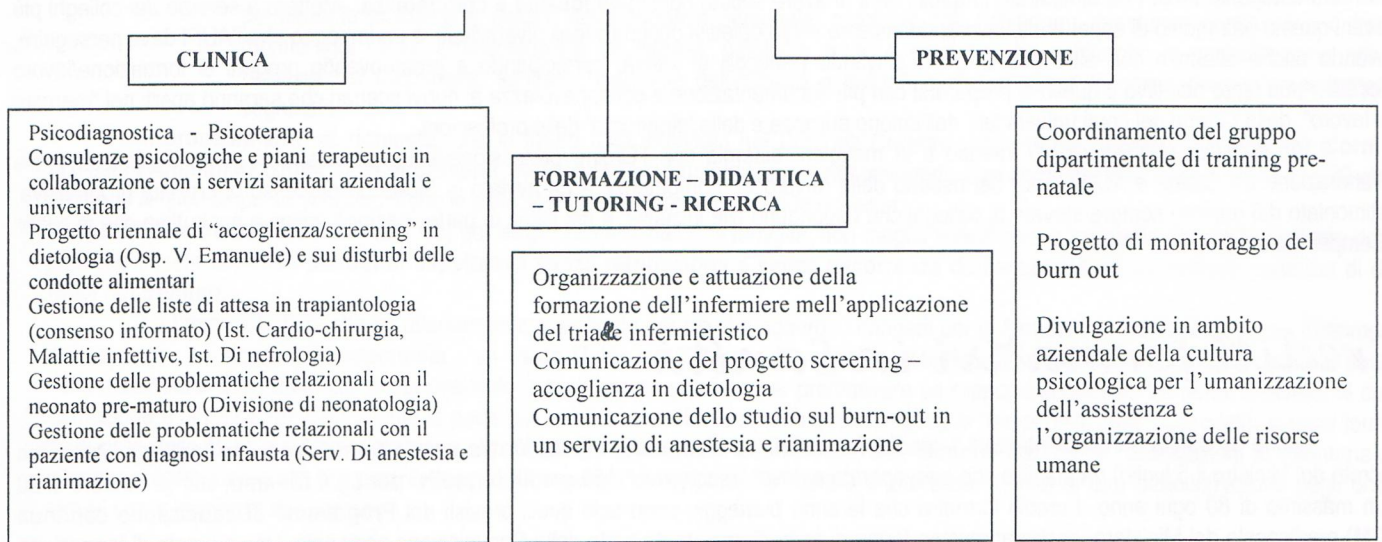 CLINICA
Psicodiagnostica - Psicoterapia
Consulenze psicologiche e piani terapeutici in
collaborazione con i servizi sanitari aziendali e
universitari
Progetto triennale di “accoglienza/screening” in
dietologia (Osp. V. Emanuele) e sui disturbi delle
condotte alimentari
Gestione delle liste di attesa in trapiantologia
(consenso informato) (Ist. Cardio-chirurgia,
Malattie infettive, Ist. Di nefrologia)
Gestione delle problematiche relazionali con il
neonato pre-maturo (Divisione di neonatologia)
Gestione delle problematiche relazionali con il
paziente con diagnosi infausta (Serv. Di anestesia e
rianimazione)
FORMAZIONE – DIDATTICA
– TUTORING - RICERCA
Organizzazione e attuazione della
formazione dell’infermiere mell’applicazione
del triale infermieristico
Comunicazione del progetto screening –
accoglienza in dietologia
Comunicazione dello studio sul burn-out in
un servizio di anestesia e rianimazione
PREVENZIONE
Coordinamento del gruppo
dipartimentale di training pre-
natale
Progetto di monitoraggio del
burn out
Divulgazione in ambito
aziendale della cultura
psicologica per l’umanizzazione
dell’assistenza e
l’organizzazione delle risorse
umane